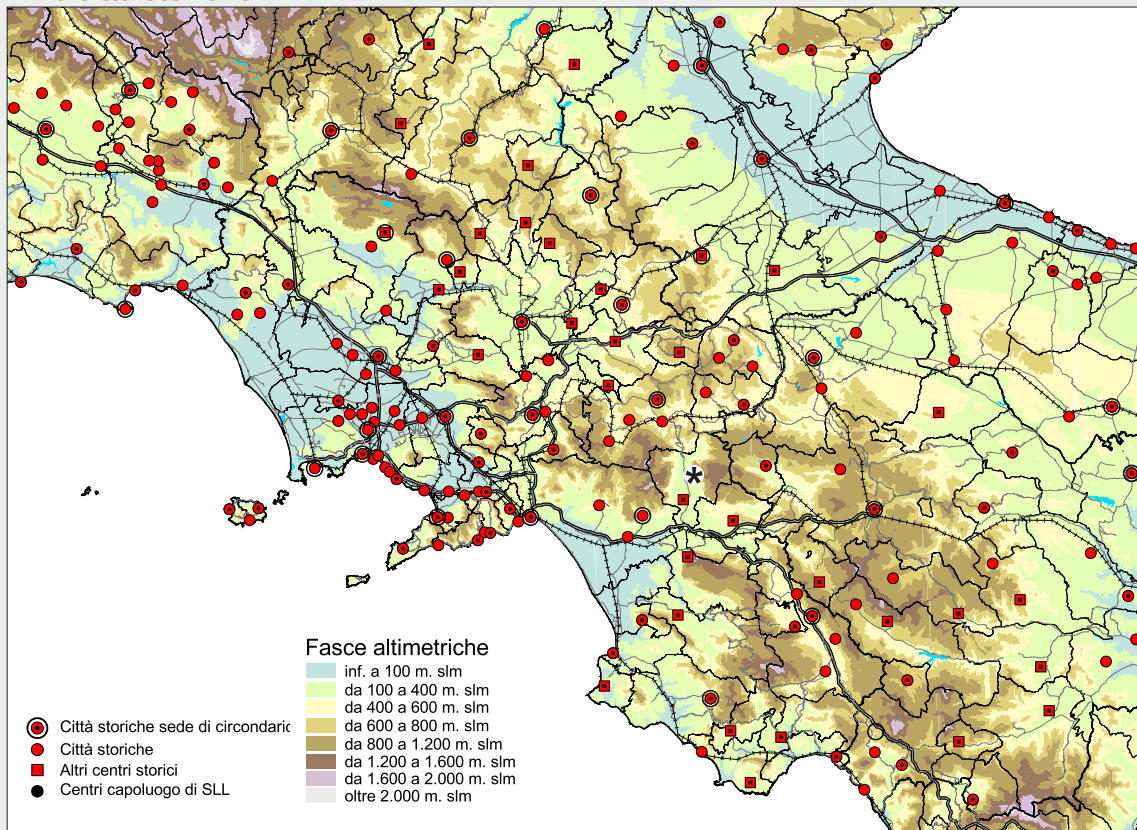 Fasce altimetriche
inf. a 100 m. slm
da 100 a 400 m. slm
da 400 a 600 m. slm
da 600 a 800 m. slm
da 800 a 1.200 m. slm
da 1.200 a 1.600 m. slm
da 1.600 a 2.000 m. slm
oltre 2.000 m. slm
Città storiche sede di circondaric
Città storiche
Altri centri storici
Centri capoluogo di SLL
*